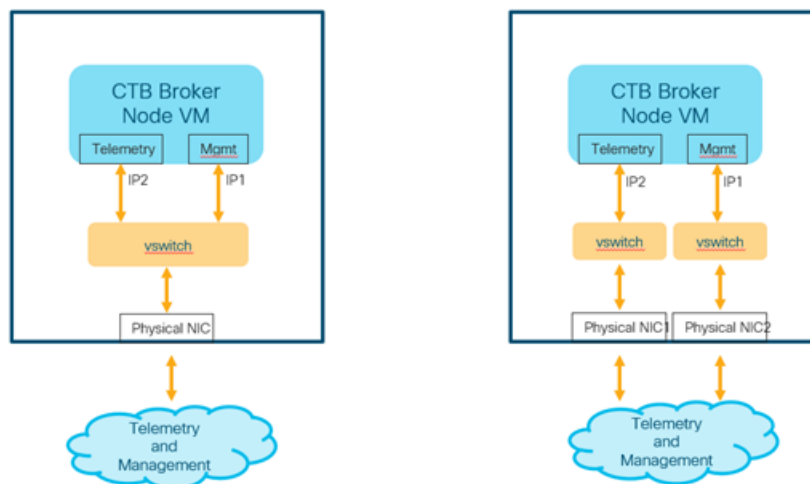 CTB Broker
Node VM
Telemetry
Mgmt
IP2
IP1
vswitch
Physical NIC
Telemetry
and
Management
CTB Broker
Node VM
Telemetry
Mgmt
IP2
IP1
vswitch
vswitch
Physical NIC1
Physical NIC2
Telemetry
and
Management